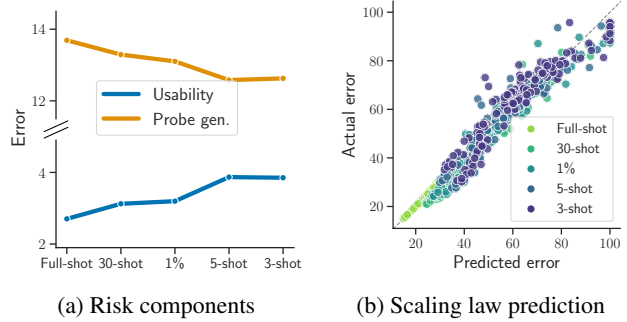 14
12
4
2
Error
Usability
Probe gen.
Full-shot 30-shot 1% 5-shot 3-shot
(a) Risk components
100
80
60
40
20
Actual error
Full-shot
30-shot
1%
5-shot
3-shot
20 40 60 80 100
Predicted error
(b) Scaling law prediction